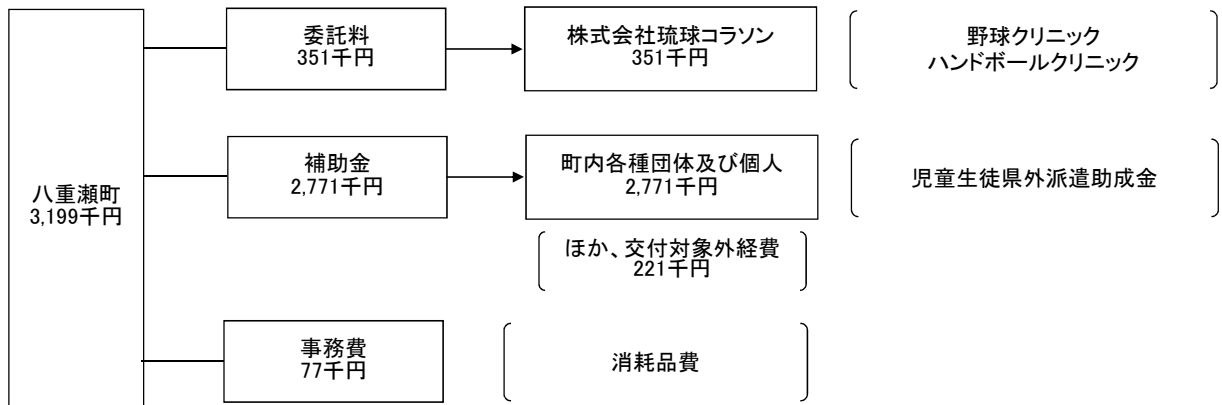 八重瀬町
3,199千円
委託料
351千円
株式会社琉球コラソン
351千円
野球クリニック
ハンドボールクリニック
補助金
2,771千円
町内各種団体及び個人
2,771千円
児童生徒県外派遣助成金
ほか、交付対象外経費
221千円
事務費
77千円
消耗品費